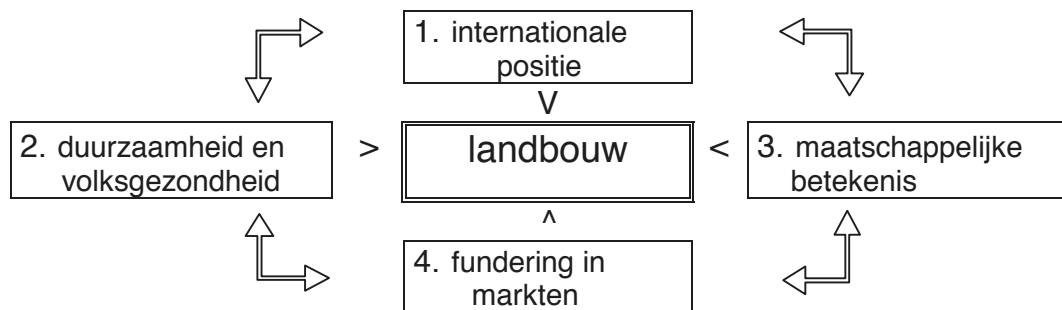 1. internationale
positie
V
2. duurzaamheid en
volksgezondheid
>
landbouw
<
3. maatschappelijke
betekenis
^
4. fundering in
markten